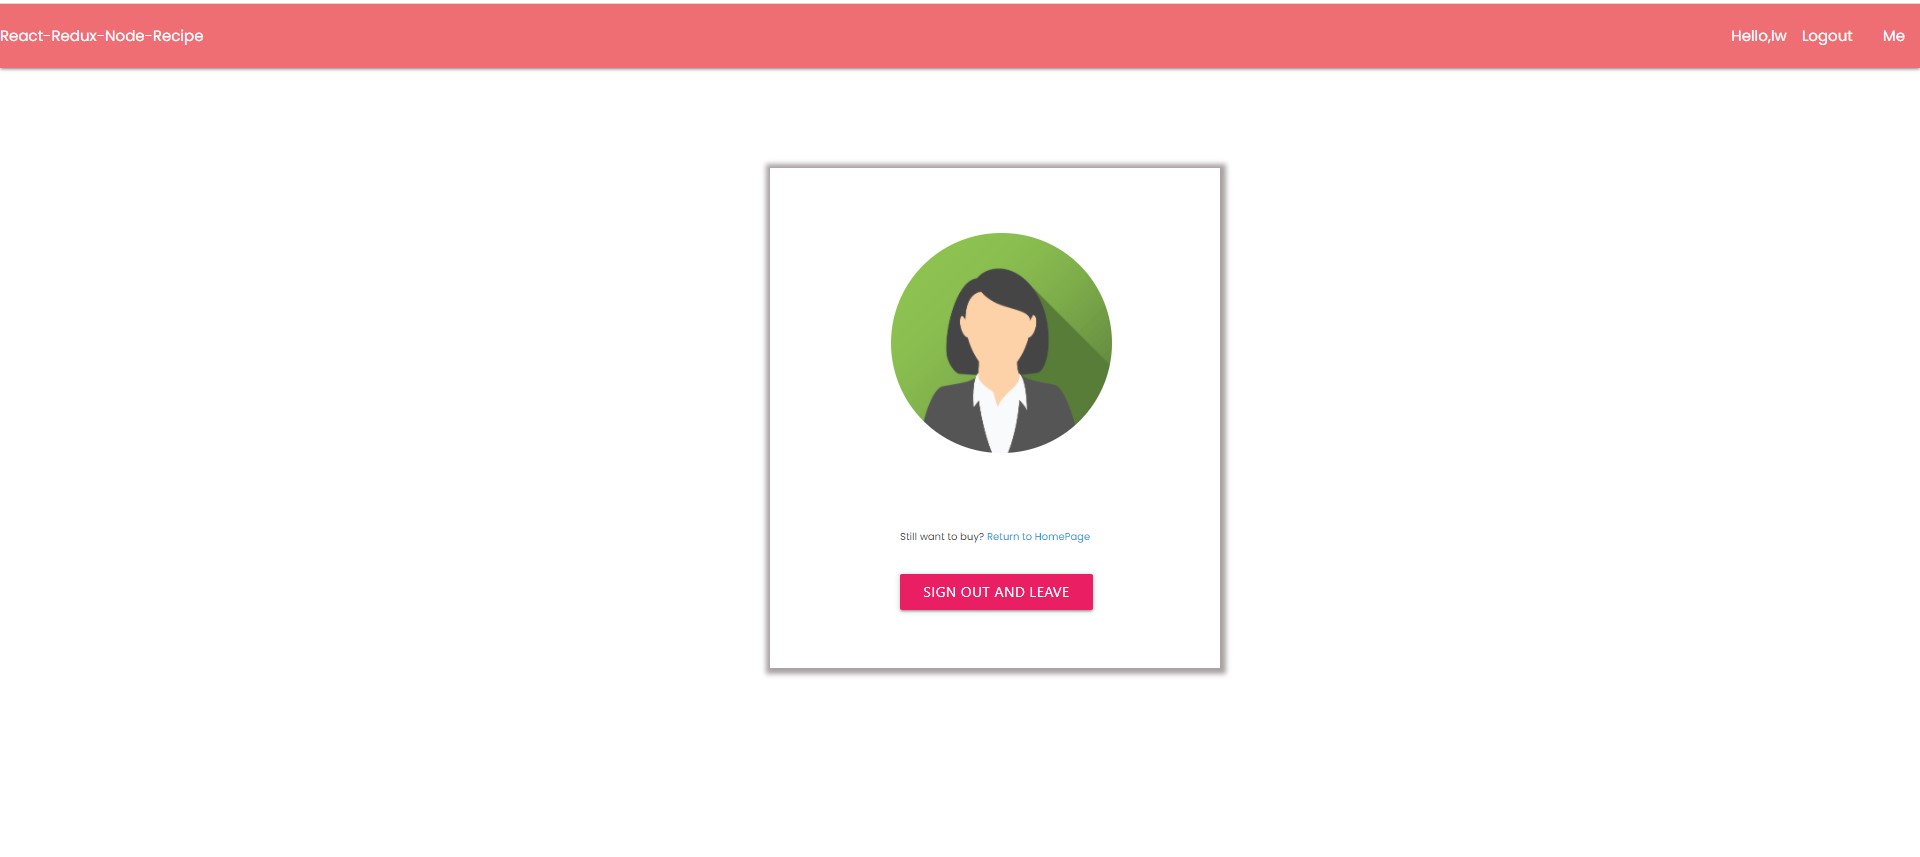 React-Redux-Node-Recipe
Hello,lw Logout Me
Still want to buy? Return to HomePage
SIGN OUT AND LEAVE